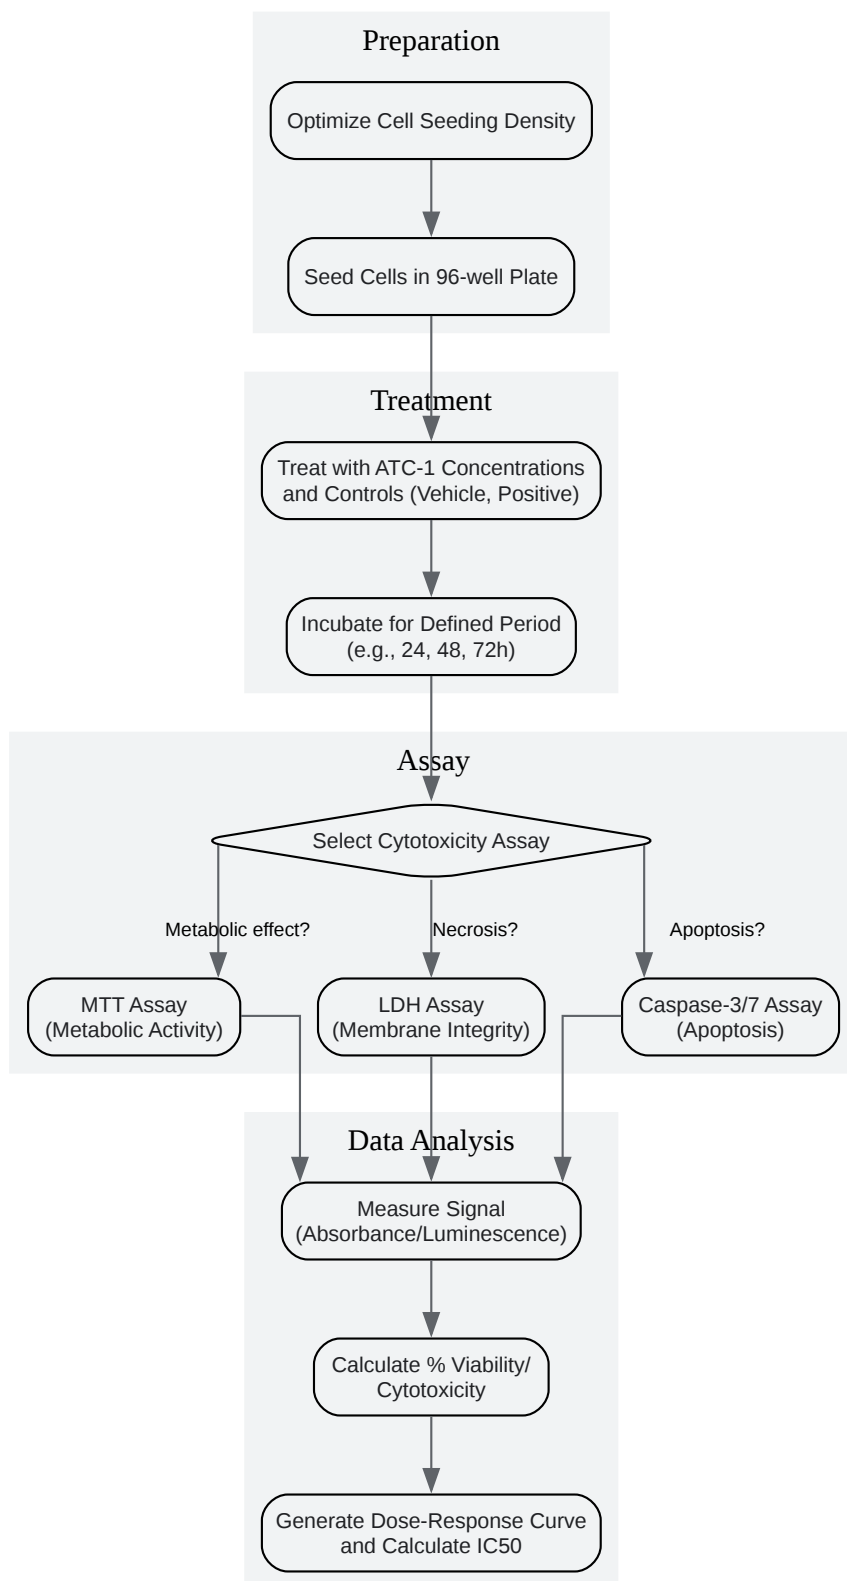 Preparation
Optimize Cell Seeding Density
Seed Cells in 96-well Plate
Treatment
Treat with ATC-1 Concentrations
and Controls (Vehicle, Positive)
Incubate for Defined Period
(e.g., 24, 48, 72h)
Assay
Select Cytotoxicity Assay
Metabolic effect?
Necrosis?
Apoptosis?
MTT Assay
(Metabolic Activity)
LDH Assay
(Membrane Integrity)
Caspase-3/7 Assay
(Apoptosis)
Data Analysis
Measure Signal
(Absorbance/Luminescence)
Calculate % Viability/
Cytotoxicity
Generate Dose-Response Curve
and Calculate IC50